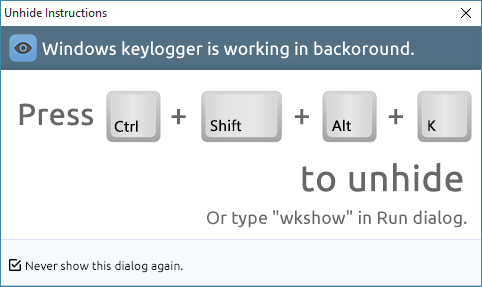 Unhide Instructions
Windows keylogger is working in backoround.
Press Ctrl + Shift + Alt + K
to unhide
Or type "wkshow" in Run dialog.
Never show this dialog again.